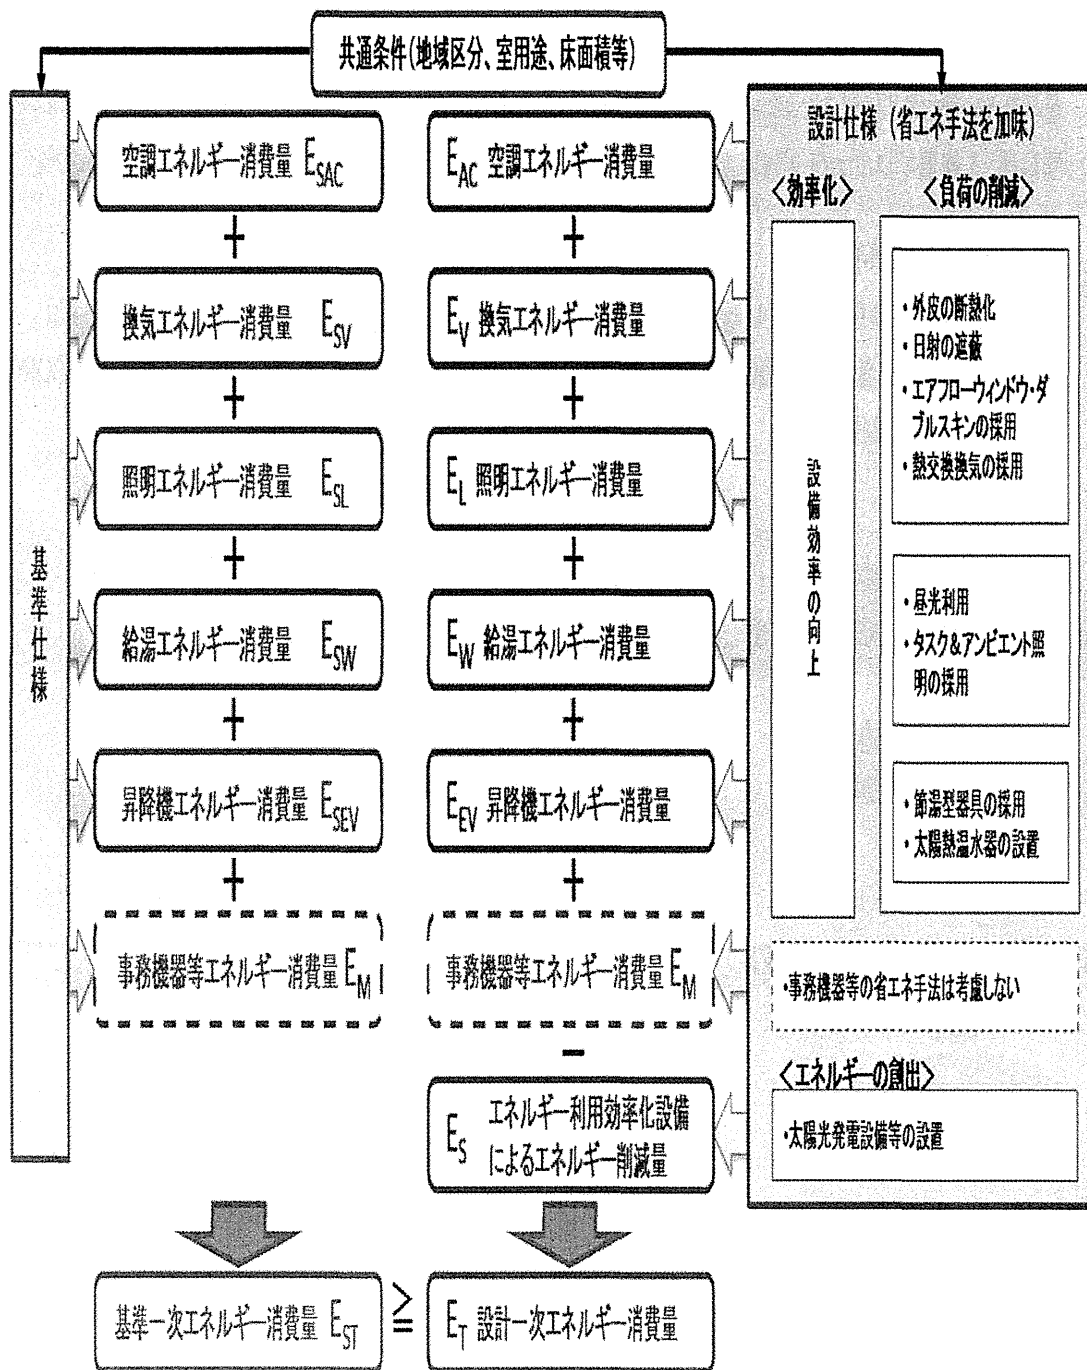 共通条件(地域区分、室用途、床面積等)
基準仕様
空調エネルギー消費量 ESAC
+
換気エネルギー消費量 ESV
+
照明エネルギー消費量 ESL
+
給湯エネルギー消費量 ESW
+
昇降機エネルギー消費量 ESEV
+
事務機器等エネルギー消費量 EM
基準一次エネルギー消費量 EST
≧
EAC 空調エネルギー消費量
+
EV 換気エネルギー消費量
+
EL 照明エネルギー消費量
+
EW 給湯エネルギー消費量
+
EEV 昇降機エネルギー消費量
+
事務機器等エネルギー消費量 EM
-
ES エネルギー利用効率化設備
によるエネルギー削減量
ET 設計一次エネルギー消費量
設計仕様 (省エネ手法を加味)
<効率化>
設備効率の向上
<負荷の削減>
・外皮の断熱化
・日射の遮蔽
・エアフローウィンドウ・ダ
ブルスキンの採用
・熱交換換気の採用
・昼光利用
・タスク&アンビエント照
明の採用
・節湯型器具の採用
・太陽熱温水器の設置
・事務機器等の省エネ手法は考慮しない
<エネルギーの創出>
・太陽光発電設備等の設置